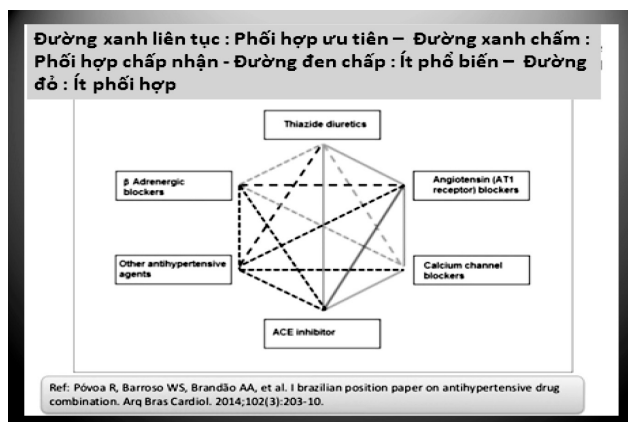 Đường xanh liên tục : Phối hợp ưu tiên – Đường xanh chấm :
Phối hợp chấp nhận - Đường đen chấp : Ít phổ biến – Đường
đỏ : Ít phối hợp
Thiazide diuretics
β Adrenergic
blockers
Angiotensin (AT1
receptor) blockers
Other antihypertensive
agents
Calcium channel
blockers
ACE inhibitor
Ref: Póvoa R, Barroso WS, Brandão AA, et al. I brazilian position paper on antihypertensive drug
combination. Arq Bras Cardiol. 2014;102(3):203-10.